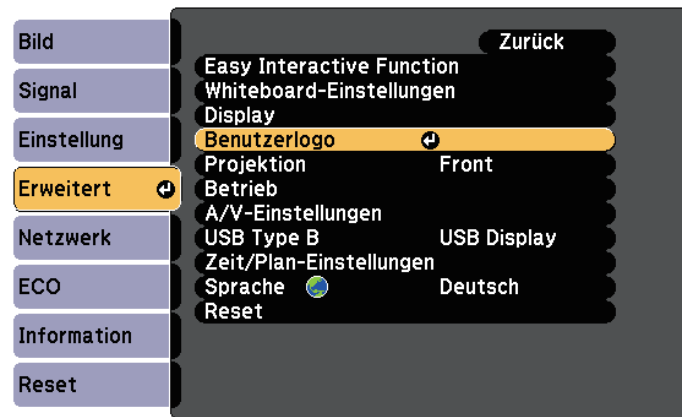 Bild
Signal
Einstellung
Erweitert
Netzwerk
ECO
Information
Reset
Zurück
Easy Interactive Function
Whiteboard-Einstellungen
Display
Benutzerlogo
Projektion Front
Betrieb
A/V-Einstellungen
USB Type B USB Display
Zeit/Plan-Einstellungen
Sprache Deutsch
Reset